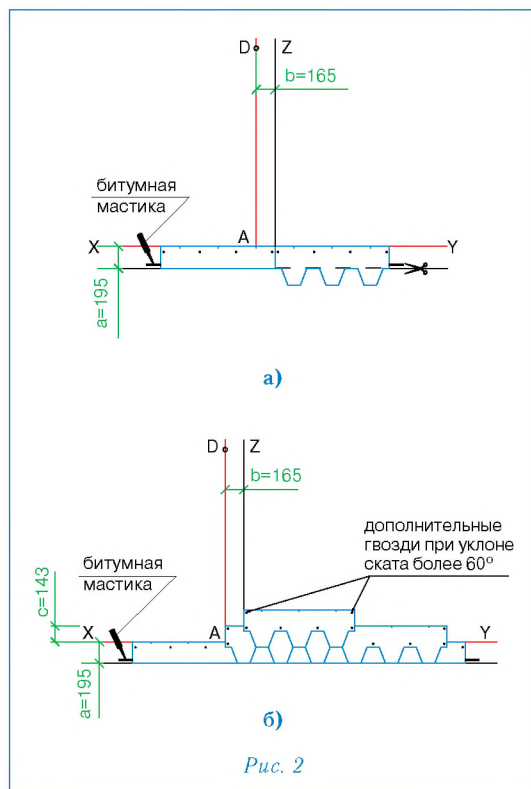 D Z
b=165
битумная
мастика
X A Y
a=195
а)
D Z
b=165
дополнительные
гвозди при уклоне
ската более 60°
битумная
мастика
c=143
X A Y
a=195
б)
Рис. 2